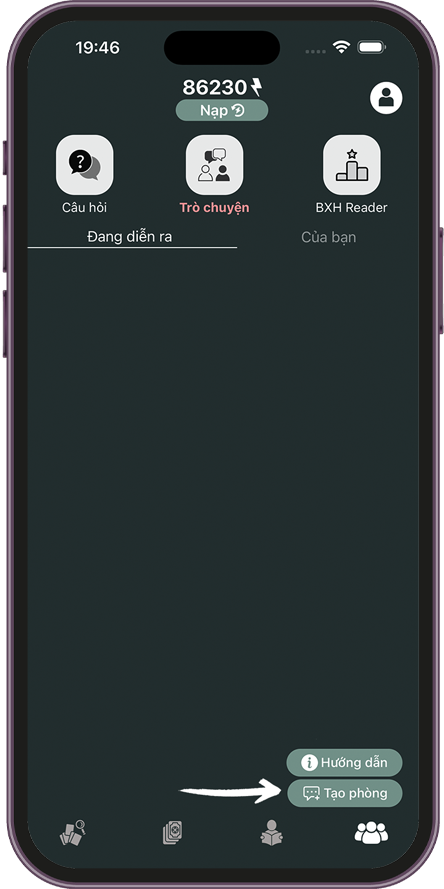 19:46
86230
Nạp
Câu hỏi
Trò chuyện
BXH Reader
Đang diễn ra
Của bạn
Hướng dẫn
Tạo phòng